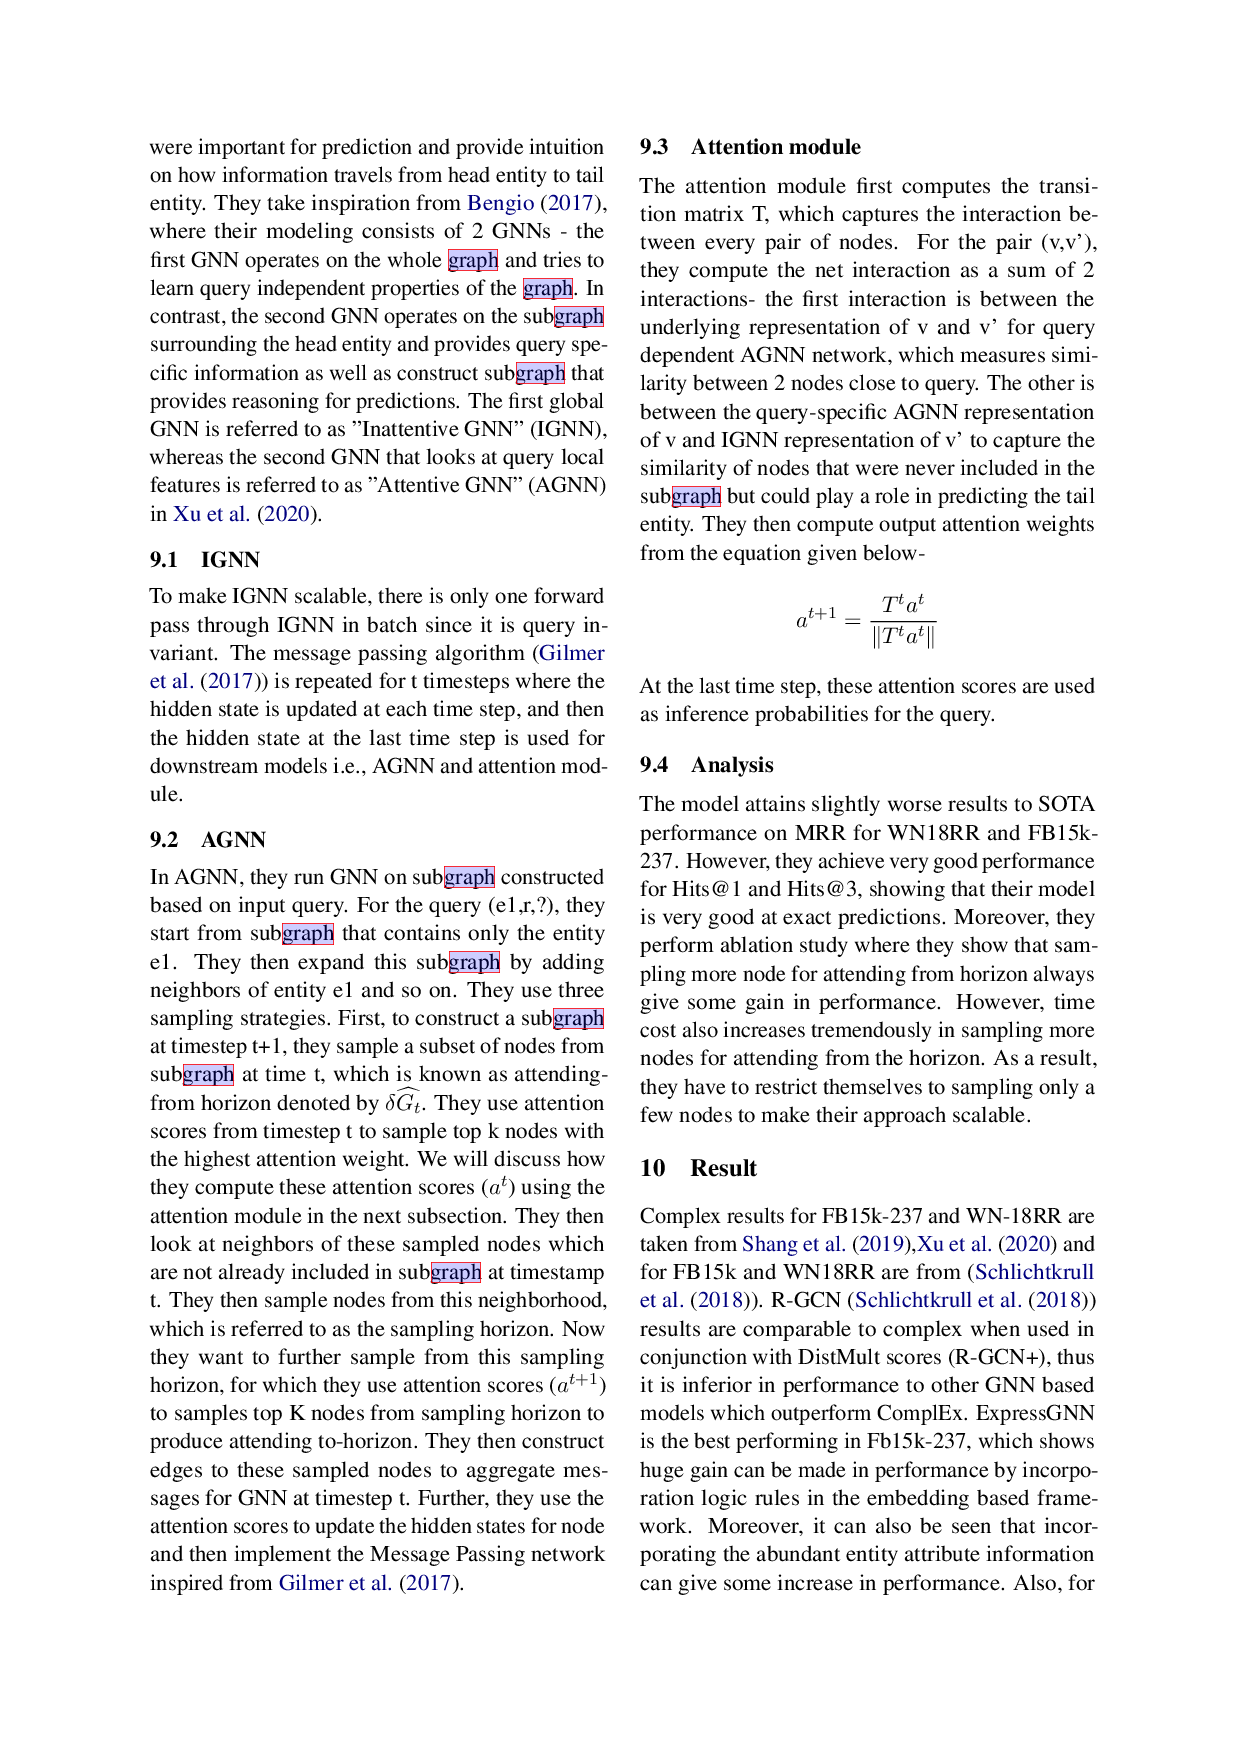 were important for prediction and provide intuition
on how information travels from head entity to tail
entity. They take inspiration from Bengio (2017),
where their modeling consists of 2 GNNs - the
first GNN operates on the whole graph and tries to
learn query independent properties of the graph. In
contrast, the second GNN operates on the subgraph
surrounding the head entity and provides query spe-
cific information as well as construct subgraph that
provides reasoning for predictions. The first global
GNN is referred to as ”Inattentive GNN” (IGNN),
whereas the second GNN that looks at query local
features is referred to as ”Attentive GNN” (AGNN)
in Xu et al. (2020).
9.1 IGNN
To make IGNN scalable, there is only one forward
pass through IGNN in batch since it is query in-
variant. The message passing algorithm (Gilmer
et al. (2017)) is repeated for t timesteps where the
hidden state is updated at each time step, and then
the hidden state at the last time step is used for
downstream models i.e., AGNN and attention mod-
ule.
9.2 AGNN
In AGNN, they run GNN on subgraph constructed
based on input query. For the query (e1,r,?), they
start from subgraph that contains only the entity
e1. They then expand this subgraph by adding
neighbors of entity e1 and so on. They use three
sampling strategies. First, to construct a subgraph
at timestep t+1, they sample a subset of nodes from
subgraph at time t, which is known as attending-
from horizon denoted by $\delta\widehat{G_t}$. They use attention
scores from timestep t to sample top k nodes with
the highest attention weight. We will discuss how
they compute these attention scores ($a^t$) using the
attention module in the next subsection. They then
look at neighbors of these sampled nodes which
are not already included in subgraph at timestamp
t. They then sample nodes from this neighborhood,
which is referred to as the sampling horizon. Now
they want to further sample from this sampling
horizon, for which they use attention scores ($a^{t+1}$)
to samples top K nodes from sampling horizon to
produce attending to-horizon. They then construct
edges to these sampled nodes to aggregate mes-
sages for GNN at timestep t. Further, they use the
attention scores to update the hidden states for node
and then implement the Message Passing network
inspired from Gilmer et al. (2017).
9.3 Attention module
The attention module first computes the transi-
tion matrix T, which captures the interaction be-
tween every pair of nodes. For the pair (v,v’),
they compute the net interaction as a sum of 2
interactions- the first interaction is between the
underlying representation of v and v’ for query
dependent AGNN network, which measures simi-
larity between 2 nodes close to query. The other is
between the query-specific AGNN representation
of v and IGNN representation of v’ to capture the
similarity of nodes that were never included in the
subgraph but could play a role in predicting the tail
entity. They then compute output attention weights
from the equation given below-
$a^{t+1} = \frac{T^t a^t}{\|T^t a^t\|}$
At the last time step, these attention scores are used
as inference probabilities for the query.
9.4 Analysis
The model attains slightly worse results to SOTA
performance on MRR for WN18RR and FB15k-
237. However, they achieve very good performance
for Hits@1 and Hits@3, showing that their model
is very good at exact predictions. Moreover, they
perform ablation study where they show that sam-
pling more node for attending from horizon always
give some gain in performance. However, time
cost also increases tremendously in sampling more
nodes for attending from the horizon. As a result,
they have to restrict themselves to sampling only a
few nodes to make their approach scalable.
10 Result
Complex results for FB15k-237 and WN-18RR are
taken from Shang et al. (2019),Xu et al. (2020) and
for FB15k and WN18RR are from (Schlichtkrull
et al. (2018)). R-GCN (Schlichtkrull et al. (2018))
results are comparable to complex when used in
conjunction with DistMult scores (R-GCN+), thus
it is inferior in performance to other GNN based
models which outperform ComplEx. ExpressGNN
is the best performing in Fb15k-237, which shows
huge gain can be made in performance by incorpo-
ration logic rules in the embedding based frame-
work. Moreover, it can also be seen that incor-
porating the abundant entity attribute information
can give some increase in performance. Also, for